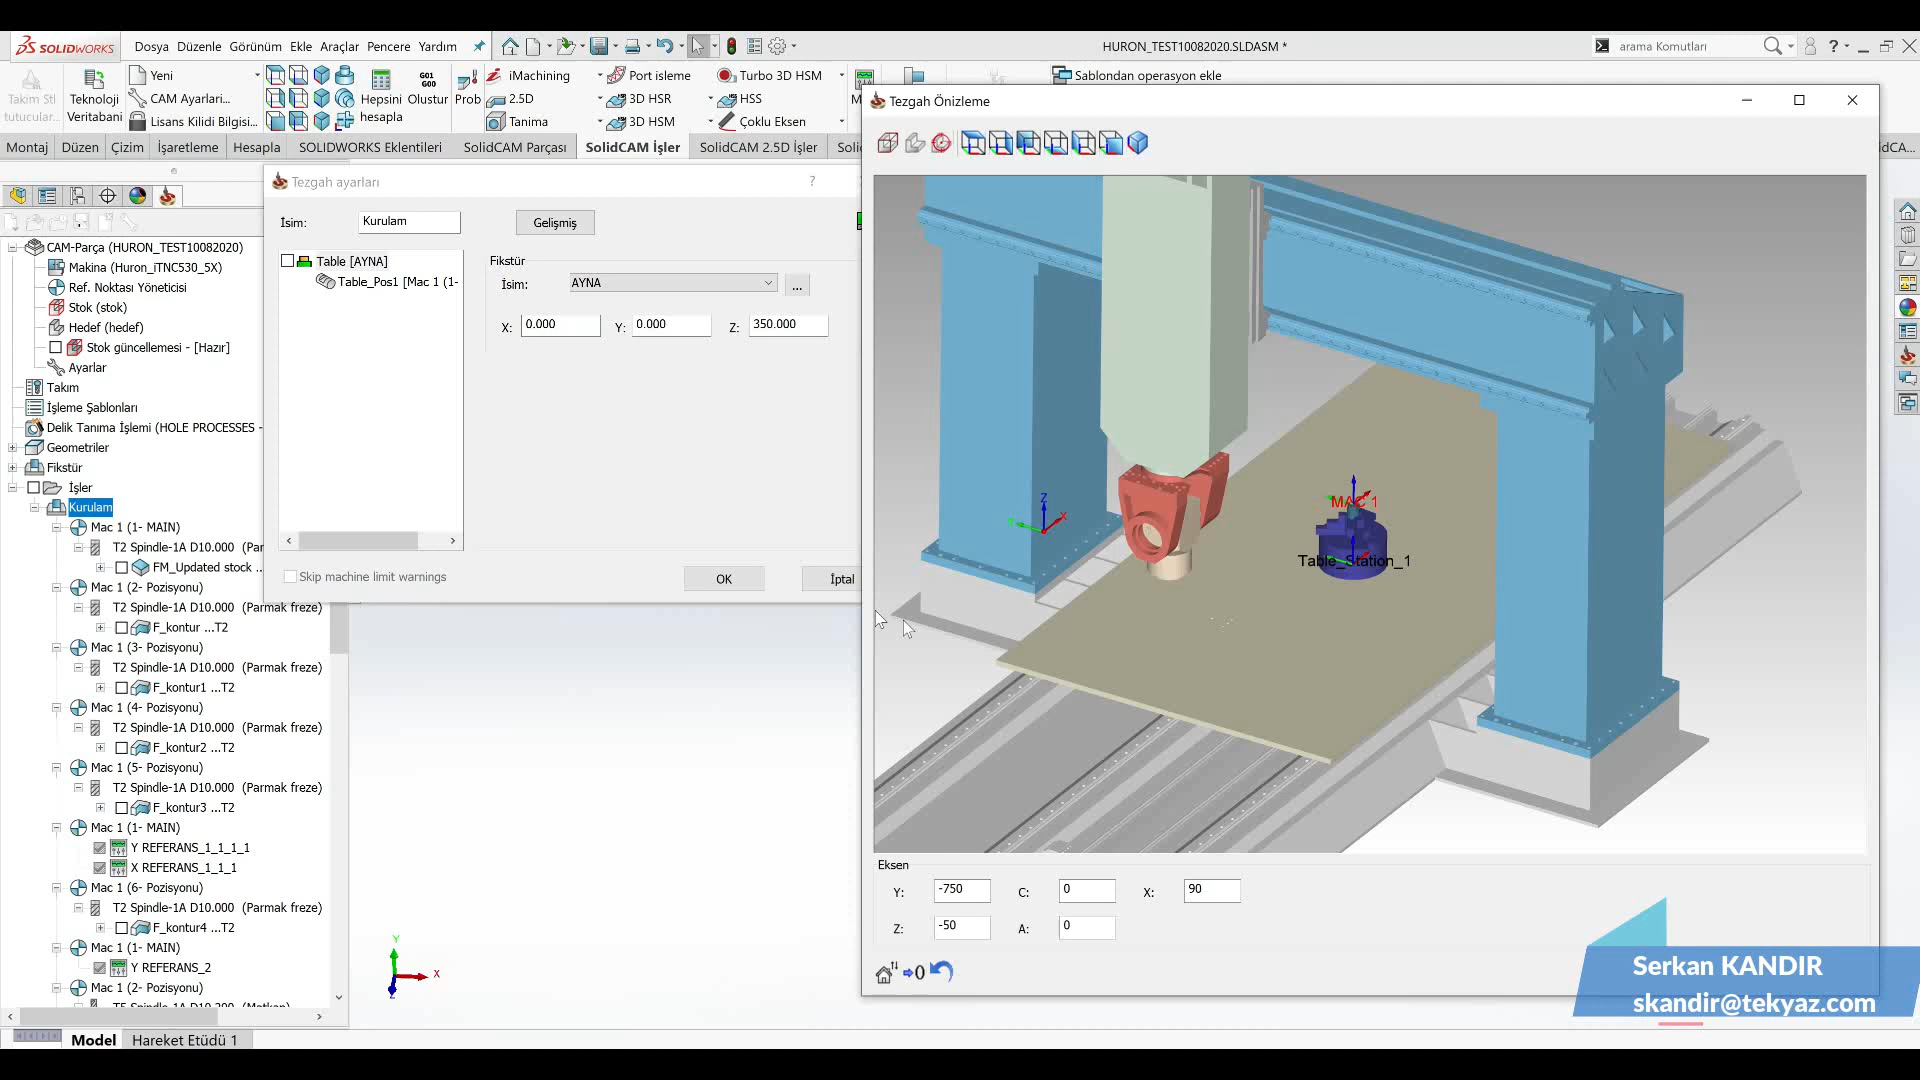 SOLIDWORKS
Dosya Düzenle Görünüm Ekle Araçlar Pencere Yardım
HURON_TEST10082020.SLDASM *
arama Komutları
Takim Stl
tutucular...
Teknoloji
Veritabani
Yeni
CAM Ayarlari...
Lisans Kilidi Bilgisi...
Hepsini
hesapla
G01
G00
Olustur
Prob
iMachining
2.5D
Tanima
Port isleme
3D HSR
3D HSM
Turbo 3D HSM
HSS
Çoklu Eksen
Sablondan operasyon ekle
Montaj Düzen Çizim İşaretleme Hesapla SOLIDWORKS Eklentileri SolidCAM Parçası SolidCAM İşler SolidCAM 2.5D İşler
CAM-Parça (HURON_TEST10082020)
Makina (Huron_iTNC530_5X)
Ref. Noktası Yöneticisi
Stok (stok)
Hedef (hedef)
Stok güncellemesi - [Hazır]
Ayarlar
Takım
İşleme Şablonları
Delik Tanıma İşlemi (HOLE PROCESSES -
Geometriler
Fikstür
İşler
Kurulam
Mac 1 (1- MAIN)
T2 Spindle-1A D10.000 (Par
FM_Updated stock ..
Mac 1 (2- Pozisyonu)
T2 Spindle-1A D10.000 (Parmak freze)
F_kontur ...T2
Mac 1 (3- Pozisyonu)
T2 Spindle-1A D10.000 (Parmak freze)
F_kontur1 ...T2
Mac 1 (4- Pozisyonu)
T2 Spindle-1A D10.000 (Parmak freze)
F_kontur2 ...T2
Mac 1 (5- Pozisyonu)
T2 Spindle-1A D10.000 (Parmak freze)
F_kontur3 ...T2
Mac 1 (1- MAIN)
Y REFERANS_1_1_1_1
X REFERANS_1_1_1
Mac 1 (6- Pozisyonu)
T2 Spindle-1A D10.000 (Parmak freze)
F_kontur4 ...T2
Mac 1 (1- MAIN)
Y REFERANS_2
Mac 1 (2- Pozisyonu)
Model Hareket Etüdü 1
Tezgah ayarları
?
İsim: Kurulam Gelişmiş
Table [AYNA]
Table_Pos1 [Mac 1 (1-
Fikstür
İsim: AYNA ...
X: 0.000 Y: 0.000 Z: 350.000
Skip machine limit warnings
OK İptal
Y
X
Z
Tezgah Önizleme
Z
X
MAC 1
Table_Station_1
Eksen
Y: -750 C: 0 X: 90
Z: -50 A: 0
Serkan KANDIR
skandir@tekyaz.com